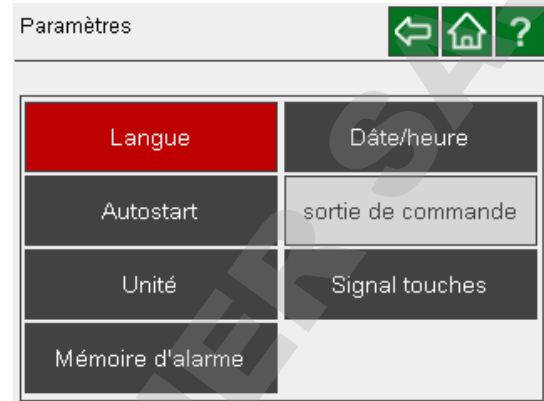 Paramètres
?
Langue
Dâte/heure
Autostart
sortie de commande
Unité
Signal touches
Mémoire d'alarme